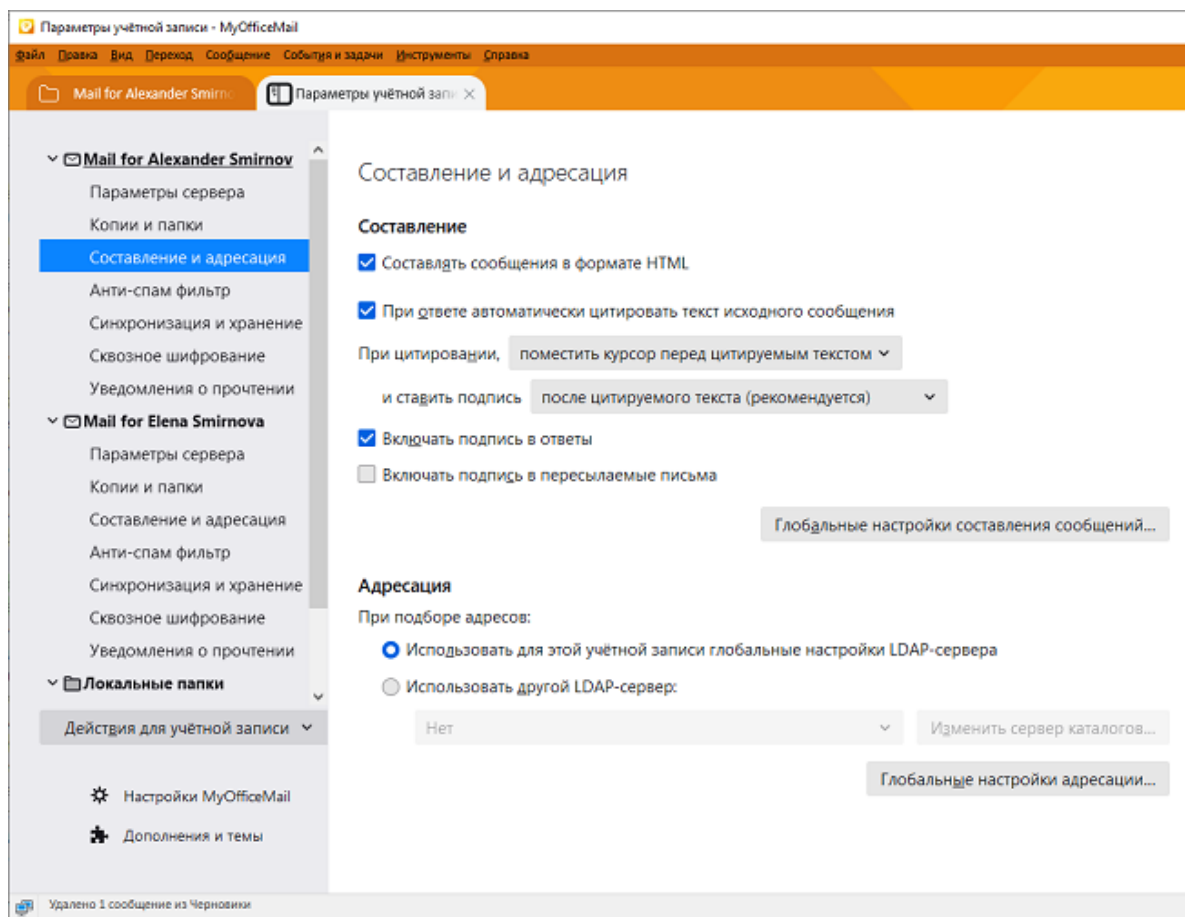 Параметры учётной записи - MyOfficeMail
Файл Правка Вид Переход Сообщение События и задачи Инструменты Справка
Mail for Alexander Smirno
Параметры учётной запи
Mail for Alexander Smirnov
Параметры сервера
Копии и папки
Составление и адресация
Анти-спам фильтр
Синхронизация и хранение
Сквозное шифрование
Уведомления о прочтении
Mail for Elena Smirnova
Параметры сервера
Копии и папки
Составление и адресация
Анти-спам фильтр
Синхронизация и хранение
Сквозное шифрование
Уведомления о прочтении
Локальные папки
Действия для учётной записи
Настройки MyOfficeMail
Дополнения и темы
Составление и адресация
Составление
Составлять сообщения в формате HTML
При ответе автоматически цитировать текст исходного сообщения
При цитировании, поместить курсор перед цитируемым текстом
и ставить подпись после цитируемого текста (рекомендуется)
Включать подпись в ответы
Включать подпись в пересылаемые письма
Глобальные настройки составления сообщений...
Адресация
При подборе адресов:
Использовать для этой учётной записи глобальные настройки LDAP-сервера
Использовать другой LDAP-сервер:
Нет Изменить сервер каталогов...
Глобальные настройки адресации...
Удалено 1 сообщение из Черновики